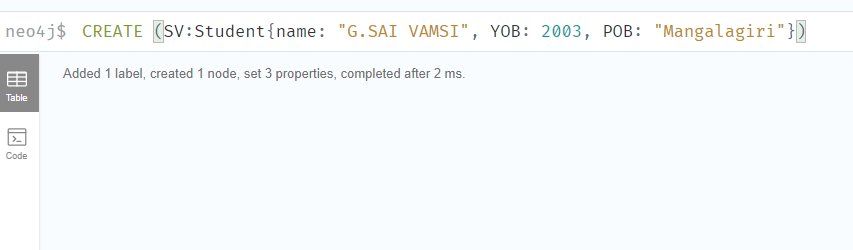 neo4j$ CREATE (SV:Student{name: "G.SAI VAMSI", YOB: 2003, POB: "Mangalagiri"})
Added 1 label, created 1 node, set 3 properties, completed after 2 ms.
Table
Code